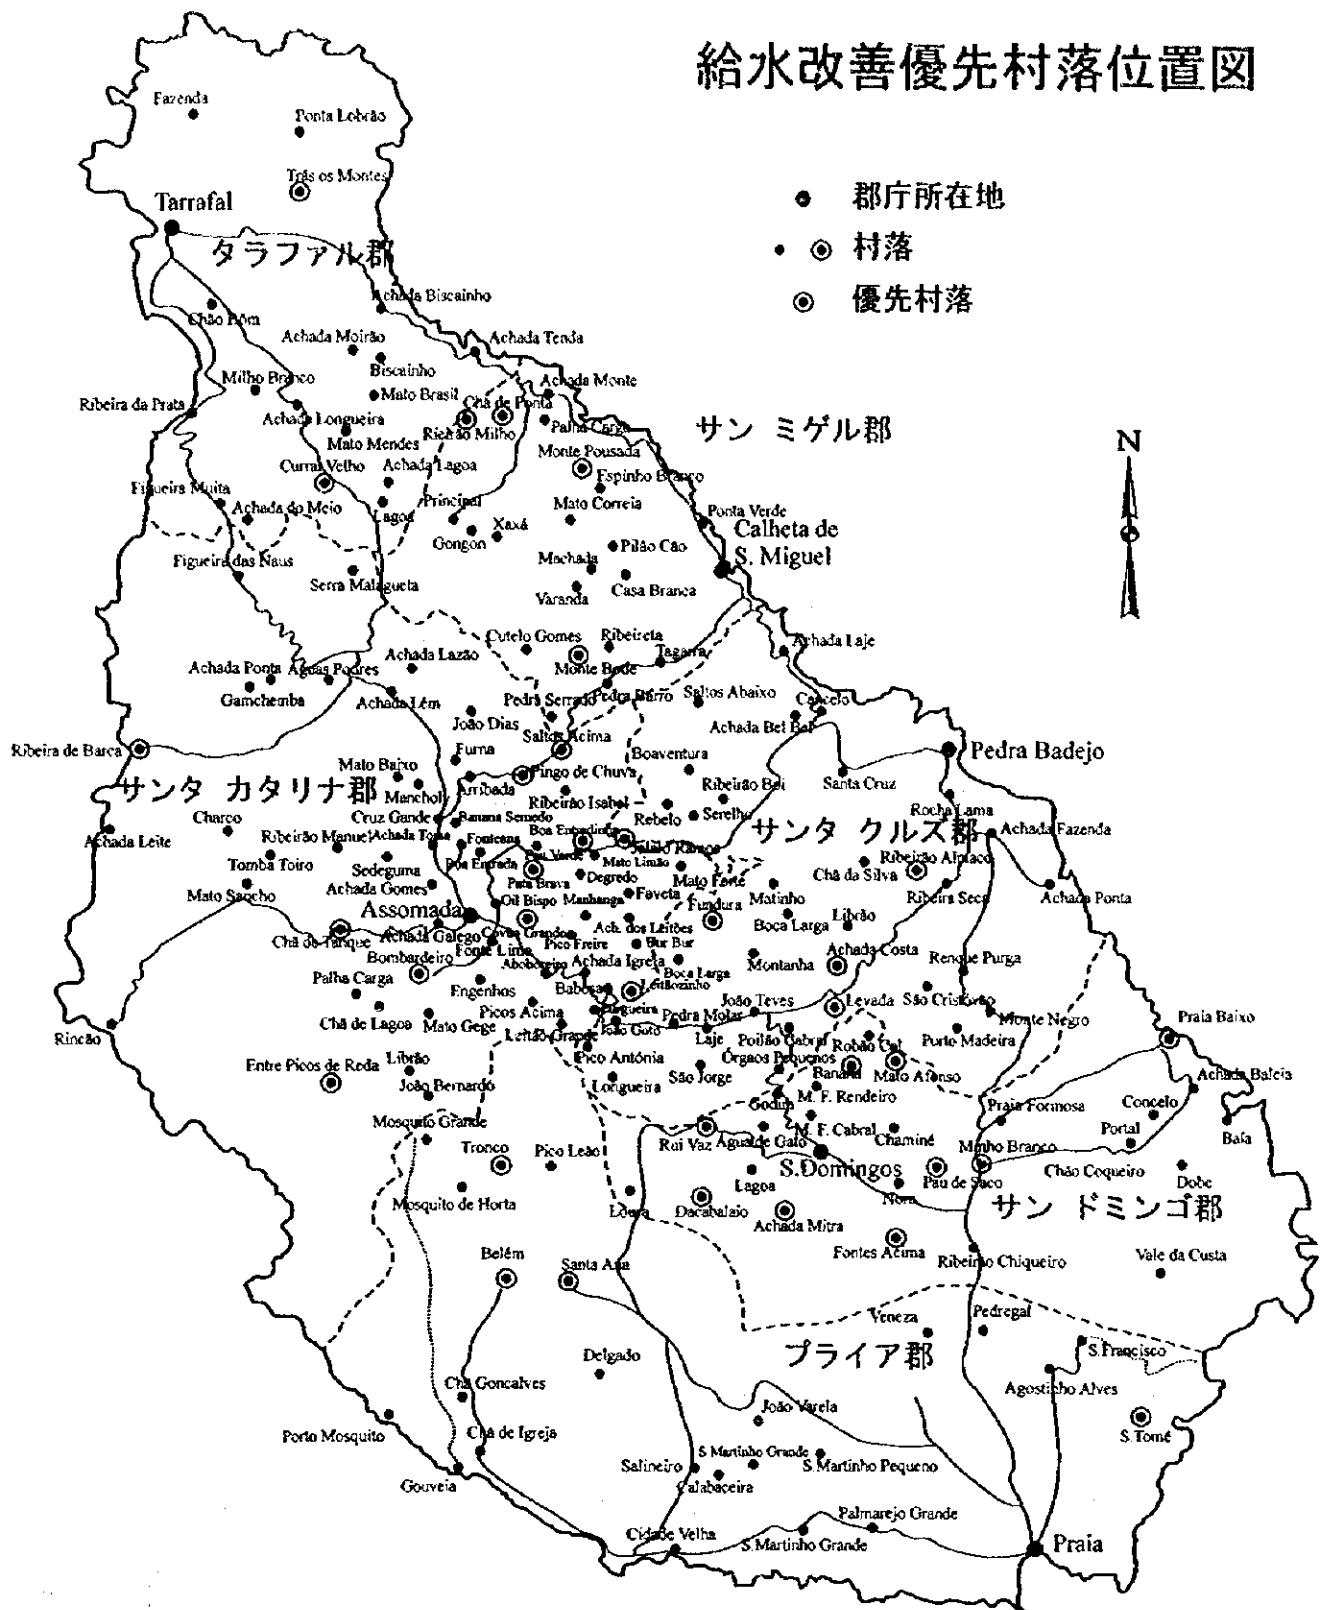 給水改善優先村落位置図
郡庁所在地
村落
優先村落
N
Fazenda
Ponta Lobrão
Trás os Montes
Tarrafal
タラファル郡
Achada Biscainho
Chão Bom
Achada Moirão
Achada Tenda
Biscainho
Milho Branco
Mato Brasil
Achada Monte
Ribeira da Prata
Achada Longueira
Chã de Ponta
Palha Carga
サン ミゲル郡
Mato Mendes
Monte Pousada
Curral Velho
Achada Lagoa
Espinho Branco
Figueira Muita
Achada do Meio
Lagoa
Principal
Mato Correia
Ponta Verde
Calheta de
S. Miguel
Gongon
Xaxá
Pilão Cão
Figueira das Naus
Serra Malagueta
Machada
Casa Branca
Varanda
Cutelo Gomes
Ribeireta
Achada Laje
Tagarra
Achada Ponta
Aguas Podres
Achada Lazão
Monte Bode
Gamchemba
Achada Lém
Pedra Serrado
Pedra Barro
Saltos Abaixo
Cancelo
João Dias
Achada Bel Bel
Saltos Acima
Ribeira de Barca
Furna
Boaventura
Pedra Badejo
Mato Baixo
Pingo de Chuva
サンタ カタリナ郡
Mancholy
Arribada
Ribeirão Isabel
Ribeirão Boi
Santa Cruz
Rocha Lama
Charco
Cruz Gande
Banana Semedo
Rebelo
Serelho
サンタ クルズ郡
Achada Fazenda
Achada Leite
Ribeirão Manuel
Fonteana
Boa Entradinha
Tomba Toiro
Sedeguma
Boa Entrada
Mato Limão
Mato Forte
Chã da Silva
Achada Gomes
Degredo
Ribeira Seca
Achada Ponta
Mato Sancho
Assomada
Gil Bispo
Manhanga
Faveta
Fundura
Matinho
Chã de Tanque
Achada Galego
Ach. dos Leitões
Boca Larga
Librão
Fonte Lima
Pico Freire
Bur Bur
Achada Costa
Bombardeiro
Achada Igreja
Boca Larga
Montanha
Renque Purga
Palha Carga
Engenhos
Babosa
Leitãozinho
Chã de Lagoa
Mato Gege
Picos Acima
João Teves
Levada
São Cristovão
Rincão
Leitão Grande
João Goto
Pedra Molar
Laje
Poilão Cabral
Porto Madeira
Monte Negro
Praia Baixo
Entre Picos de Reda
Librão
Pico Antónia
Órgaos Pequenos
João Bernardo
Longueira
São Jorge
Banana
Mato Afonso
Achada Baleia
M. F. Rendeiro
Mosquito Grande
Godim
Praia Formosa
Concelo
Rui Vaz
Agua de Gato
M. F. Cabral
Chaminé
Portal
Baía
Tronco
Pico Leão
S.Domingos
Chão Coqueiro
Lagoa
Pau de Saco
Dobe
Mosquito de Horta
Loura
Dacabalaio
Achada Mitra
Nora
サン ドミンゴ郡
Belém
Santa Ana
Fontes Acima
Ribeirão Chiqueiro
Vale da Custa
Veneza
Pedregal
プライア郡
S.Francisco
Delgado
Agostinho Alves
Chã Goncalves
João Varela
Porto Mosquito
Chã de Igreja
S.Tomé
S.Martinho Grande
Salineiro
S.Martinho Pequeno
Gouveia
Calabaceira
Palmarejo Grande
Cidade Velha
S.Martinho Grande
Praia